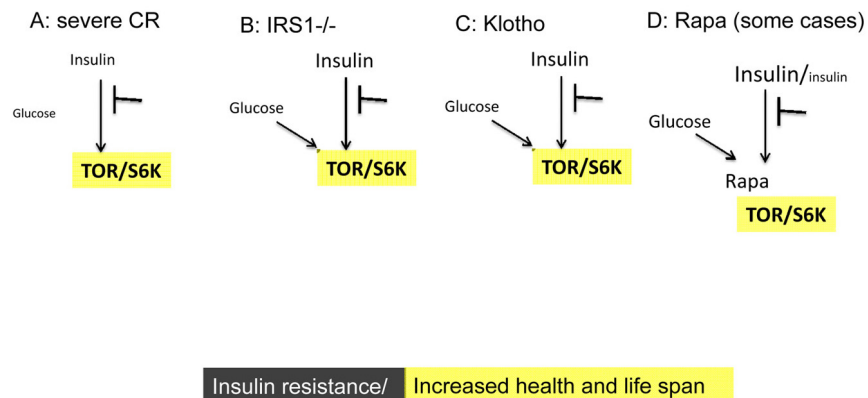 A: severe CR
Insulin
Glucose
TOR/S6K
B: IRS1-/-
Insulin
Glucose
TOR/S6K
C: Klotho
Insulin
Glucose
TOR/S6K
D: Rapa (some cases)
Insulin/insulin
Glucose
Rapa
TOR/S6K
Insulin resistance/ Increased health and life span